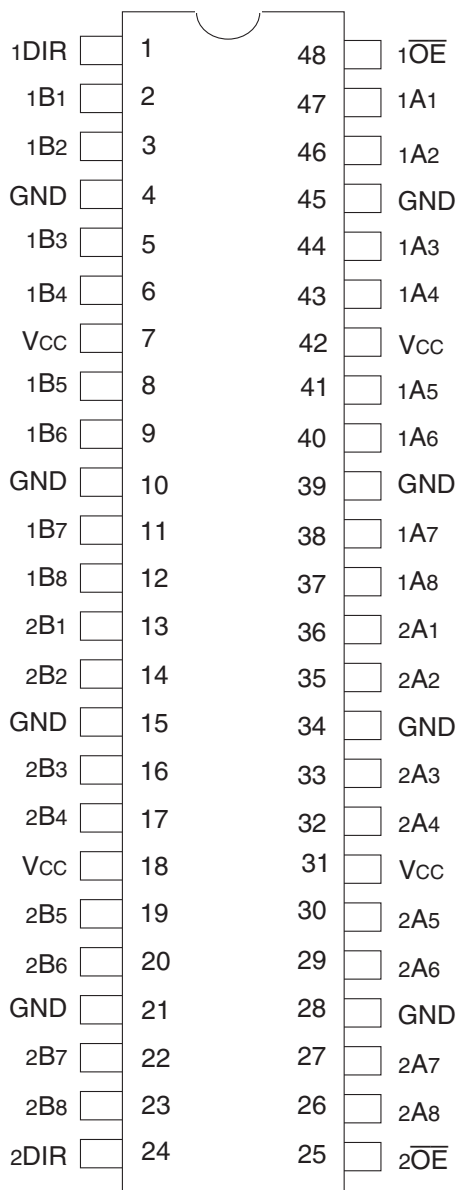 1DIR 1 48 1O̅E̅
1B1 2 47 1A1
1B2 3 46 1A2
GND 4 45 GND
1B3 5 44 1A3
1B4 6 43 1A4
VCC 7 42 VCC
1B5 8 41 1A5
1B6 9 40 1A6
GND 10 39 GND
1B7 11 38 1A7
1B8 12 37 1A8
2B1 13 36 2A1
2B2 14 35 2A2
GND 15 34 GND
2B3 16 33 2A3
2B4 17 32 2A4
VCC 18 31 VCC
2B5 19 30 2A5
2B6 20 29 2A6
GND 21 28 GND
2B7 22 27 2A7
2B8 23 26 2A8
2DIR 24 25 2O̅E̅